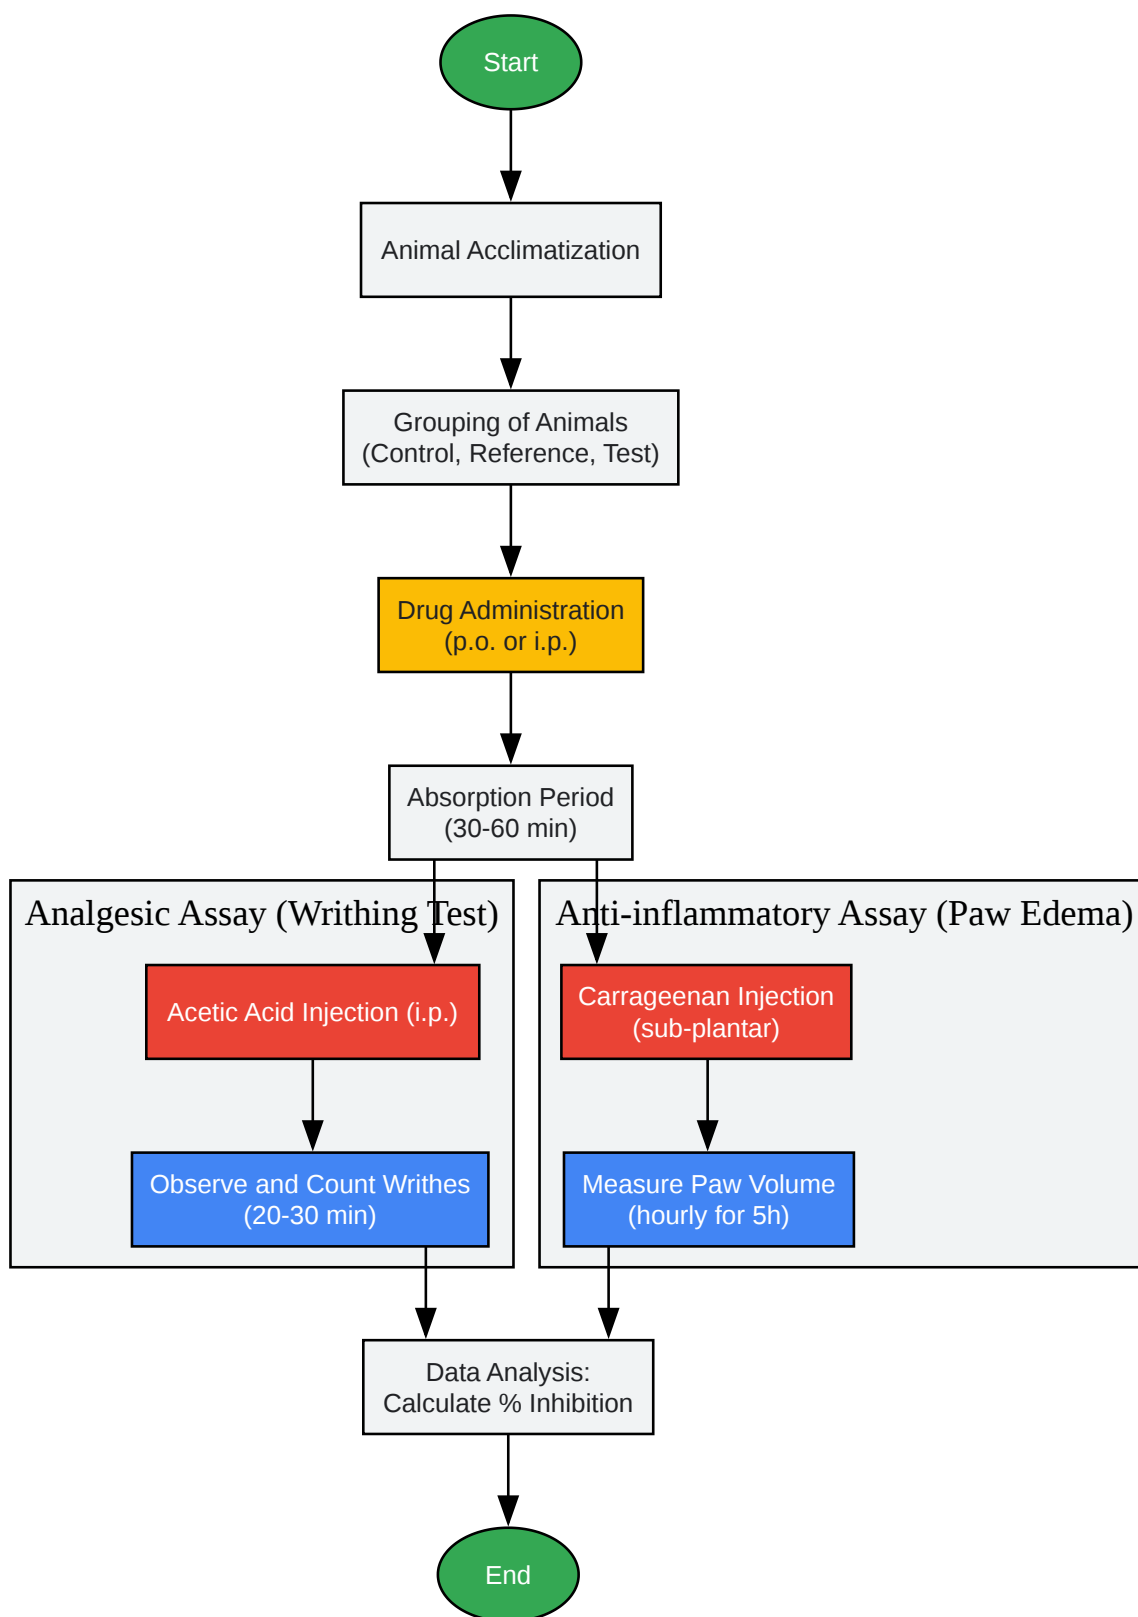 Start
Animal Acclimatization
Grouping of Animals
(Control, Reference, Test)
Drug Administration
(p.o. or i.p.)
Absorption Period
(30-60 min)
Analgesic Assay (Writhing Test)
Acetic Acid Injection (i.p.)
Observe and Count Writhes
(20-30 min)
Anti-inflammatory Assay (Paw Edema)
Carrageenan Injection
(sub-plantar)
Measure Paw Volume
(hourly for 5h)
Data Analysis:
Calculate % Inhibition
End